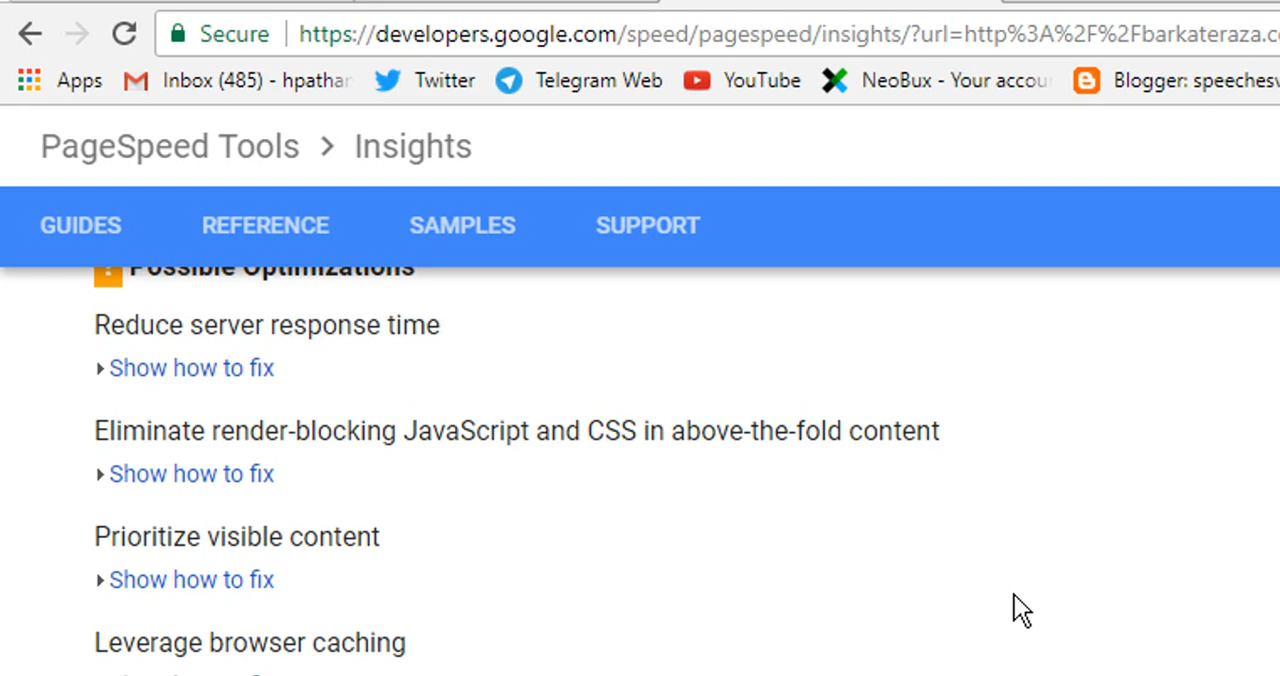 Secure https://developers.google.com/speed/pagespeed/insights/?url=http%3A%2F%2Fbarkateraza.c
Apps Inbox (485) - hpathar Twitter Telegram Web YouTube NeoBux - Your accou Blogger: speeches
PageSpeed Tools > Insights
GUIDES REFERENCE SAMPLES SUPPORT
Possible Optimizations
Reduce server response time
Show how to fix
Eliminate render-blocking JavaScript and CSS in above-the-fold content
Show how to fix
Prioritize visible content
Show how to fix
Leverage browser caching